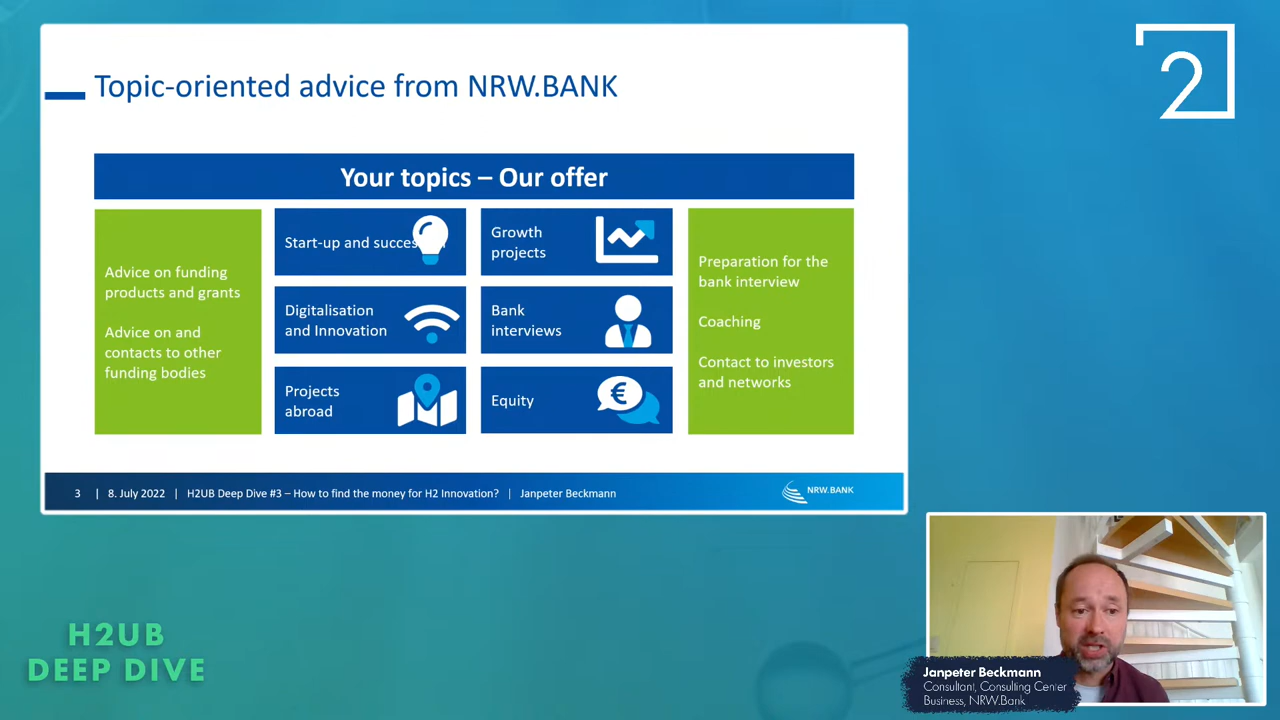 Topic-oriented advice from NRW.BANK
Your topics – Our offer
Advice on funding
products and grants
Advice on and
contacts to other
funding bodies
Start-up and succes
Digitalisation
and Innovation
Projects
abroad
Growth
projects
Bank
interviews
Equity
€
Preparation for the
bank interview
Coaching
Contact to investors
and networks
3 | 8. July 2022 | H2UB Deep Dive #3 – How to find the money for H2 Innovation? | Janpeter Beckmann
NRW.BANK
2
H2UB
DEEP DIVE
Janpeter Beckmann
Consultant, Consulting Center
Business, NRW.Bank